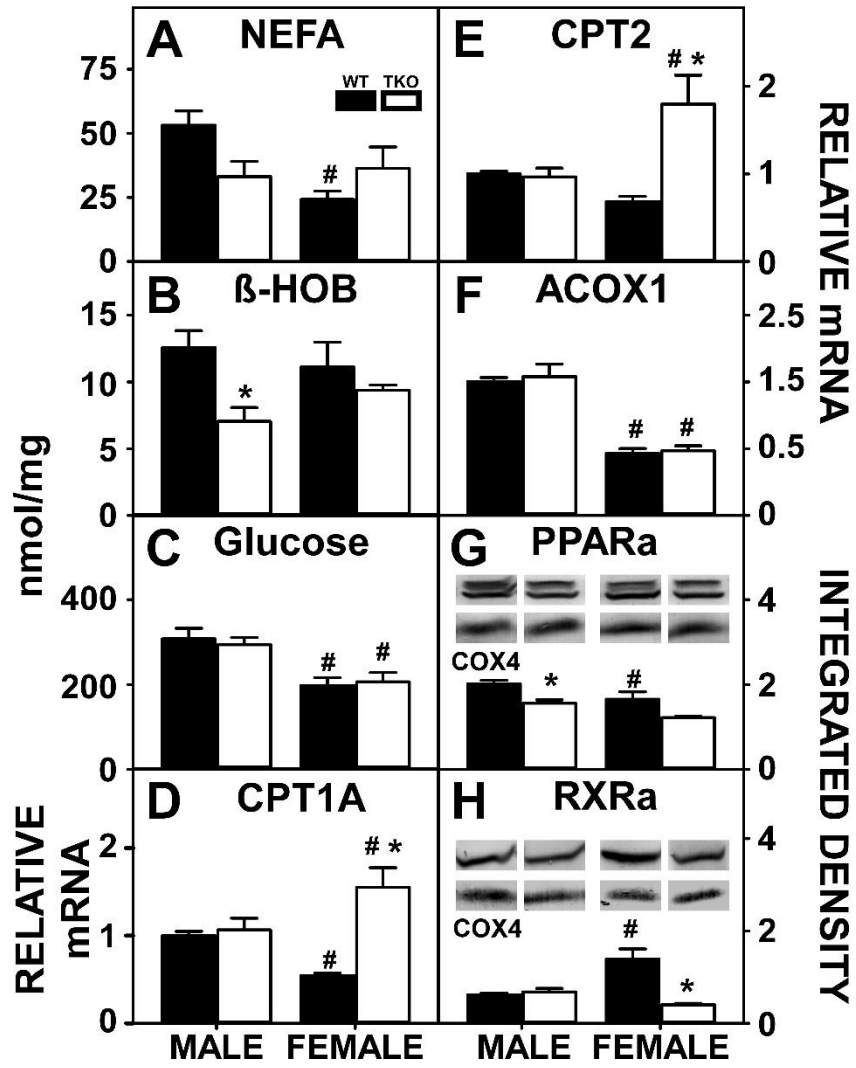 A NEFA
75
50
25
0
WT TKO
#
E CPT2
# *
2
1
0
B ß-HOB
15
10
5
0
*
F ACOX1
2.5
1.5
0.5
0
# #
RELATIVE mRNA
nmol/mg
C Glucose
400
200
0
# #
G PPARa
COX4
* #
4
2
0
D CPT1A
2
1
0
#
# *
RELATIVE
mRNA
H RXRa
COX4
#
*
4
2
0
INTEGRATED DENSITY
MALE FEMALE MALE FEMALE